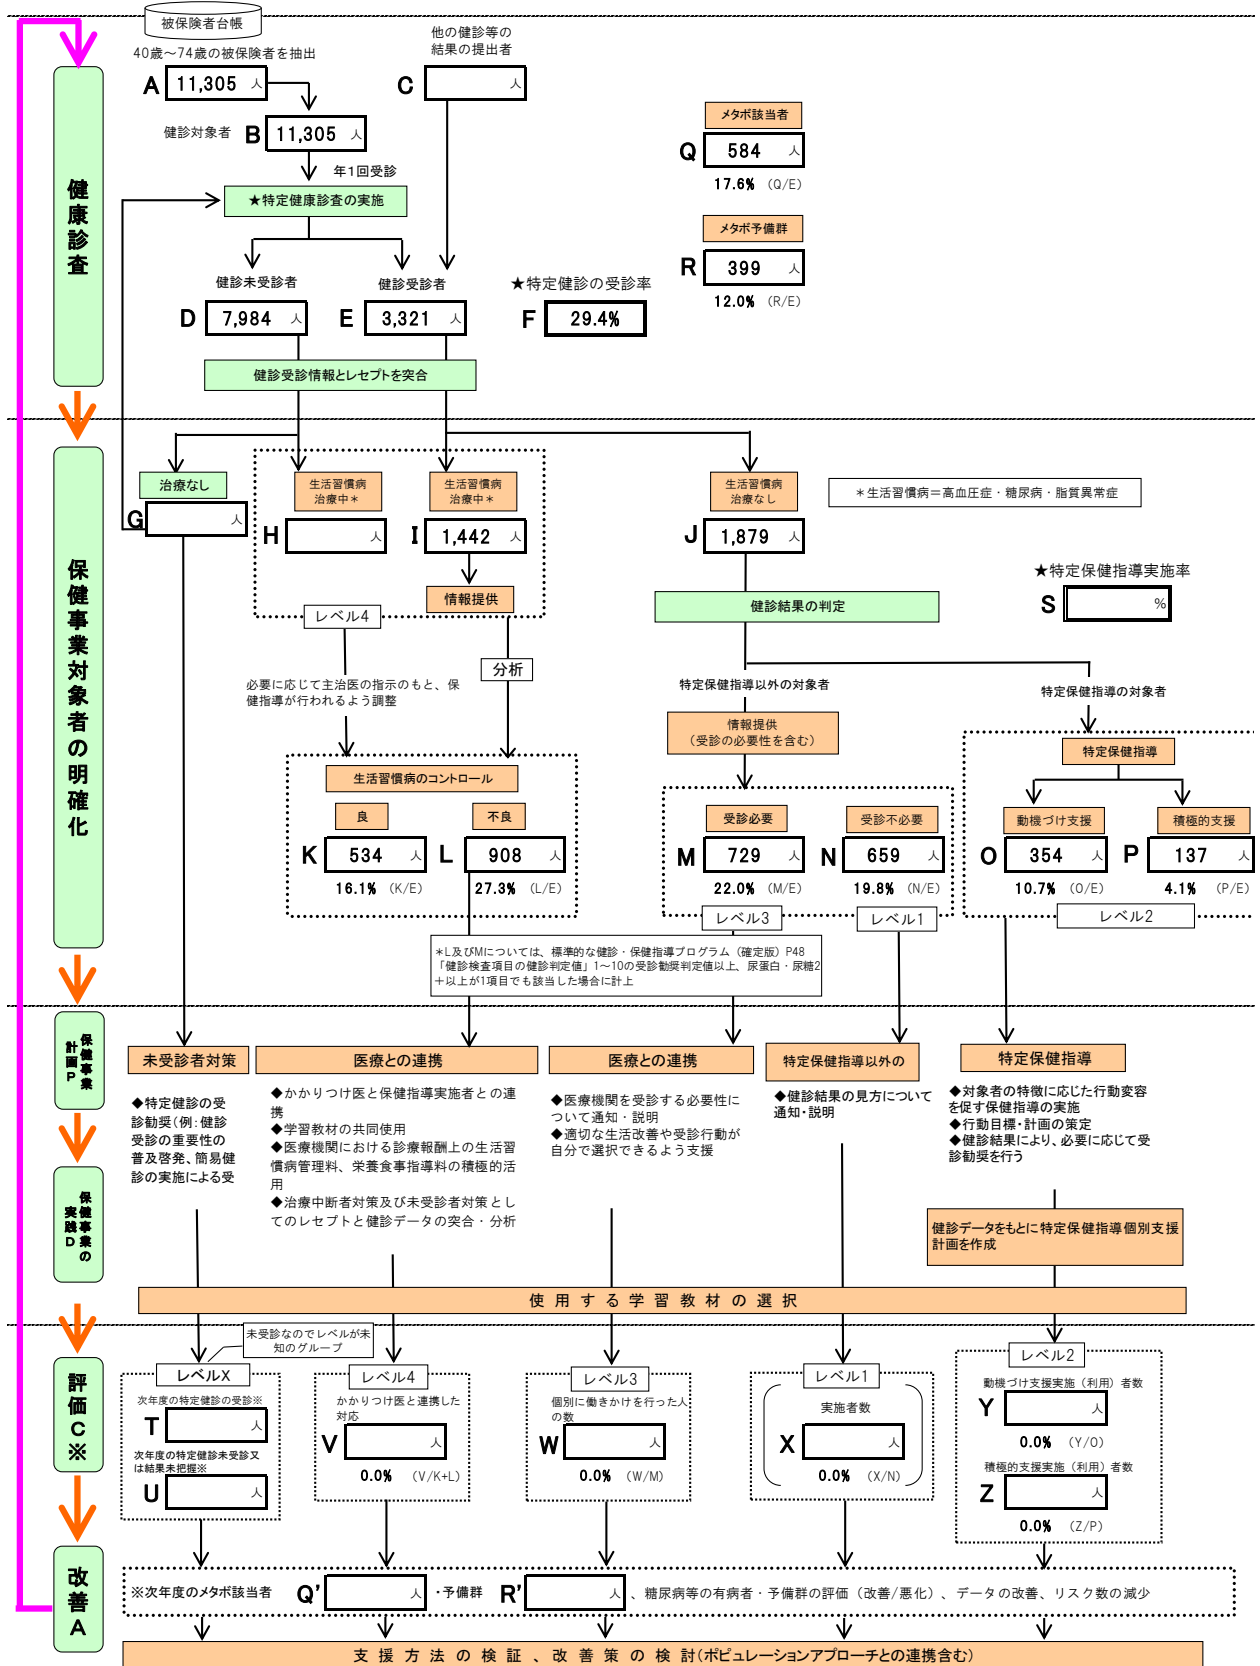 被保険者台帳
40歳～74歳の被保険者を抽出
A 11,305 人
他の健診等の
結果の提出者
C 人
健診対象者 B 11,305 人
年1回受診
★特定健康診査の実施
メタボ該当者
Q 584 人
17.6% (Q/E)
メタボ予備群
R 399 人
12.0% (R/E)
健康診査
健診未受診者
D 7,984 人
健診受診者
E 3,321 人
★特定健診の受診率
F 29.4%
健診受診情報とレセプトを突合
保健事業対象者の明確化
治療なし
G 人
生活習慣病
治療中＊
H 人
生活習慣病
治療中＊
I 1,442 人
情報提供
レベル4
生活習慣病
治療なし
J 1,879 人
＊生活習慣病＝高血圧症・糖尿病・脂質異常症
健診結果の判定
★特定保健指導実施率
S %
分析
必要に応じて主治医の指示のもと、保
健指導が行われるよう調整
特定保健指導以外の対象者
特定保健指導の対象者
情報提供
（受診の必要性を含む）
特定保健指導
生活習慣病のコントロール
良
K 534 人
16.1% (K/E)
不良
L 908 人
27.3% (L/E)
受診必要
M 729 人
22.0% (M/E)
受診不必要
N 659 人
19.8% (N/E)
動機づけ支援
O 354 人
10.7% (O/E)
積極的支援
P 137 人
4.1% (P/E)
レベル3
レベル1
レベル2
＊L及びMについては、標準的な健診・保健指導プログラム（確定版）P48
「健診検査項目の健診判定値」1～10の受診勧奨判定値以上、尿蛋白・尿糖2
＋以上が1項目でも該当した場合に計上
保健事業
計画P
未受診者対策
医療との連携
医療との連携
特定保健指導以外の
特定保健指導
◆特定健診の受
診勧奨（例：健診
受診の重要性の
普及啓発、簡易健
診の実施による受
◆かかりつけ医と保健指導実施者との連
携
◆学習教材の共同使用
◆医療機関における診療報酬上の生活習
慣病管理料、栄養食事指導料の積極的活
用
◆治療中断者対策及び未受診者対策とし
てのレセプトと健診データの突合・分析
◆医療機関を受診する必要性に
ついて通知・説明
◆適切な生活改善や受診行動が
自分で選択できるよう支援
◆健診結果の見方について
通知・説明
◆対象者の特徴に応じた行動変容
を促す保健指導の実施
◆行動目標・計画の策定
◆健診結果により、必要に応じて受
診勧奨を行う
保健事業の
実践D
健診データをもとに特定保健指導個別支援
計画を作成
使用する学習教材の選択
評価C※
未受診なのでレベルが未
知のグループ
レベルX
次年度の特定健診の受診※
T 人
次年度の特定健診未受診又
は結果未把握※
U 人
レベル4
かかりつけ医と連携した
対応
V 人
0.0% (V/K+L)
レベル3
個別に働きかけを行った人
の数
W 人
0.0% (W/M)
レベル1
実施者数
X 人
0.0% (X/N)
レベル2
動機づけ支援実施（利用）者数
Y 人
0.0% (Y/O)
積極的支援実施（利用）者数
Z 人
0.0% (Z/P)
改善A
※次年度のメタボ該当者 Q' 人 ・予備群 R' 人 、糖尿病等の有病者・予備群の評価（改善/悪化）、データの改善、リスク数の減少
支援方法の検証、改善策の検討(ポピュレーションアプローチとの連携含む)